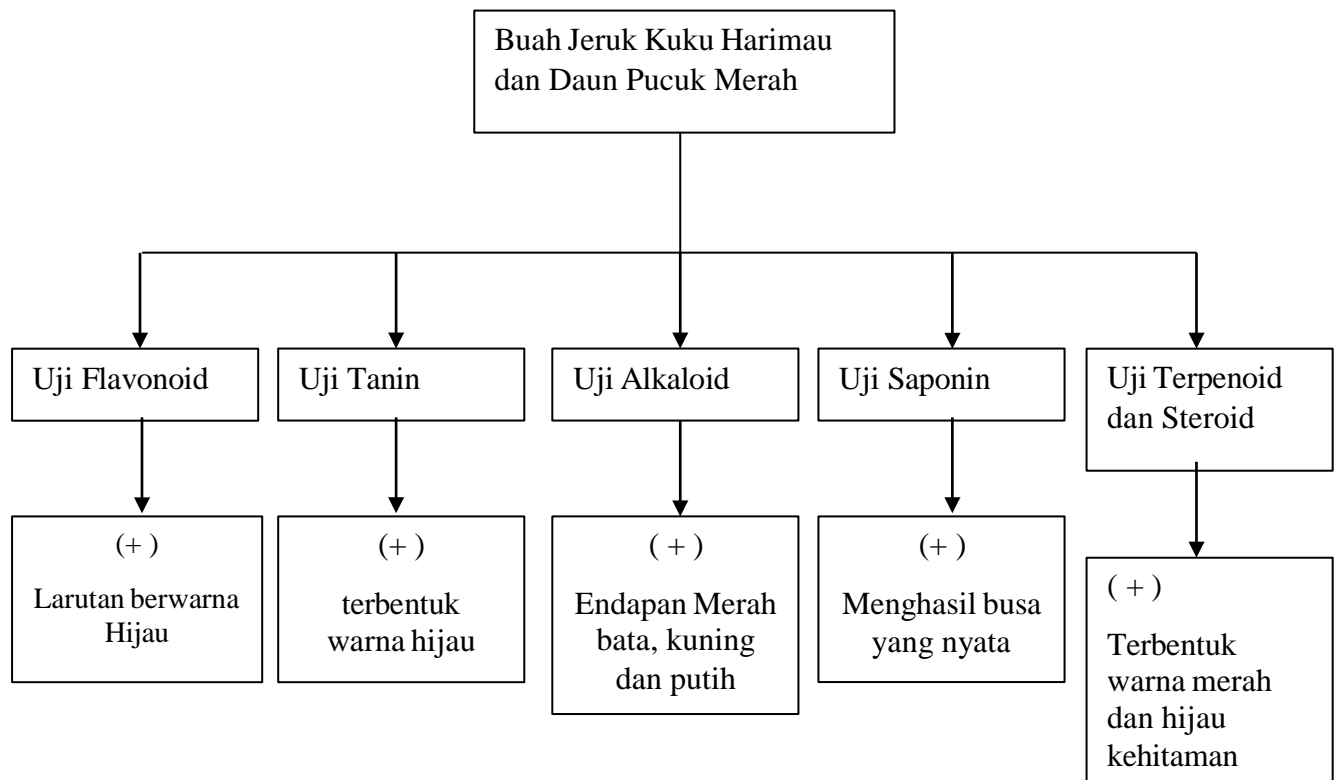 Buah Jeruk Kuku Harimau
dan Daun Pucuk Merah
Uji Flavonoid
Uji Tanin
Uji Alkaloid
Uji Saponin
Uji Terpenoid
dan Steroid
(+ )
Larutan berwarna
Hijau
(+ )
terbentuk
warna hijau
( + )
Endapan Merah
bata, kuning
dan putih
(+ )
Menghasil busa
yang nyata
( + )
Terbentuk
warna merah
dan hijau
kehitaman